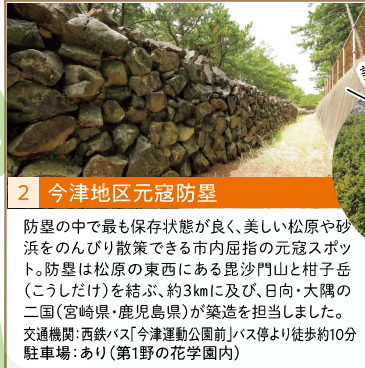 2 今津地区元寇防塁
防塁の中で最も保存状態が良く、美しい松原や砂
浜をのんびり散策できる市内屈指の元寇スポッ
ト。防塁は松原の東西にある毘沙門山と柑子岳
（こうしだけ）を結ぶ、約3㎞に及び、日向・大隅の
二国（宮崎県・鹿児島県）が築造を担当しました。
交通機関：西鉄バス「今津運動公園前」バス停より徒歩約10分
駐車場：あり（第1野の花学園内）